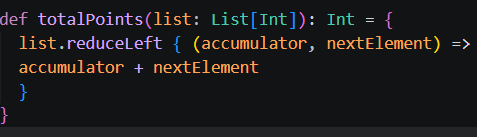 def totalPoints(list: List[Int]): Int = {
  list.reduceLeft { (accumulator, nextElement) =>
  accumulator + nextElement
  }
}